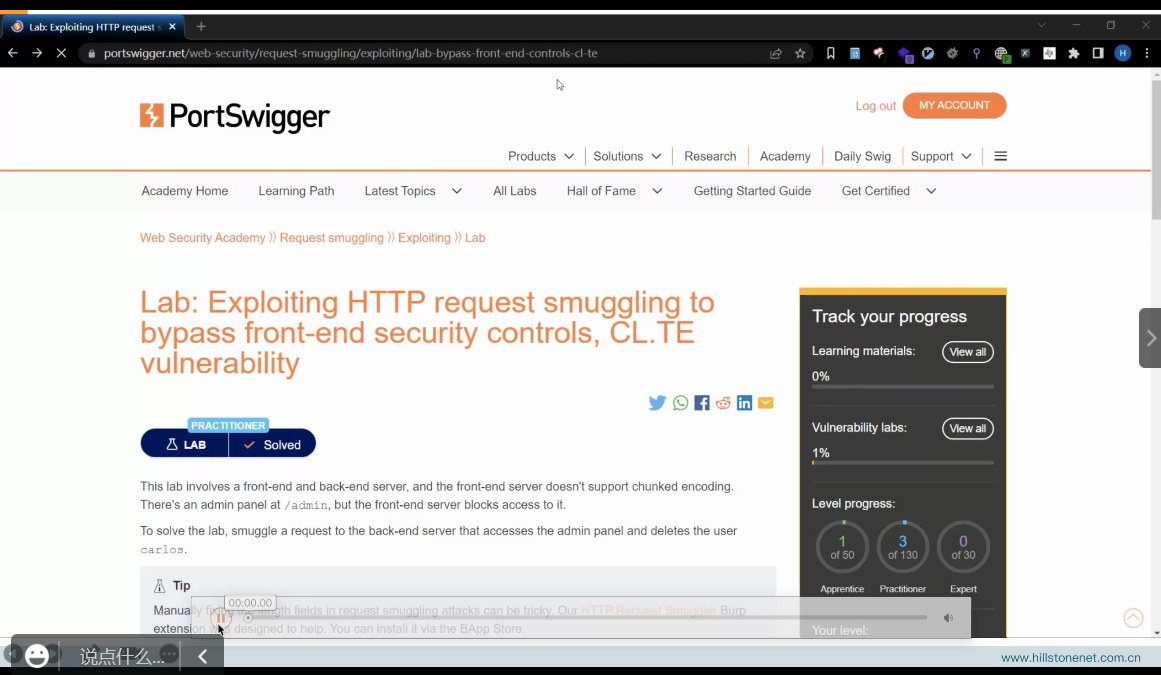 Lab: Exploiting HTTP request s
portswigger.net/web-security/request-smuggling/exploiting/lab-bypass-front-end-controls-cl-te
H
PortSwigger
Log out
MY ACCOUNT
Products
Solutions
Research
Academy
Daily Swig
Support
Academy Home
Learning Path
Latest Topics
All Labs
Hall of Fame
Getting Started Guide
Get Certified
Web Security Academy 》 Request smuggling 》 Exploiting 》 Lab
Lab: Exploiting HTTP request smuggling to
bypass front-end security controls, CL.TE
vulnerability
PRACTITIONER
LAB
Solved
This lab involves a front-end and back-end server, and the front-end server doesn't support chunked encoding.
There's an admin panel at /admin, but the front-end server blocks access to it.
To solve the lab, smuggle a request to the back-end server that accesses the admin panel and deletes the user
carlos.
Tip
Manually fixing the length fields in request smuggling attacks can be tricky. Our HTTP Request Smuggler Burp
extension was designed to help. You can install it via the BApp Store.
00:00.00
Track your progress
Learning materials:
View all
0%
Vulnerability labs:
View all
1%
Level progress:
1
of 50
3
of 130
0
of 30
Apprentice
Practitioner
Expert
Your level:
说点什么...
www.hillstonenet.com.cn